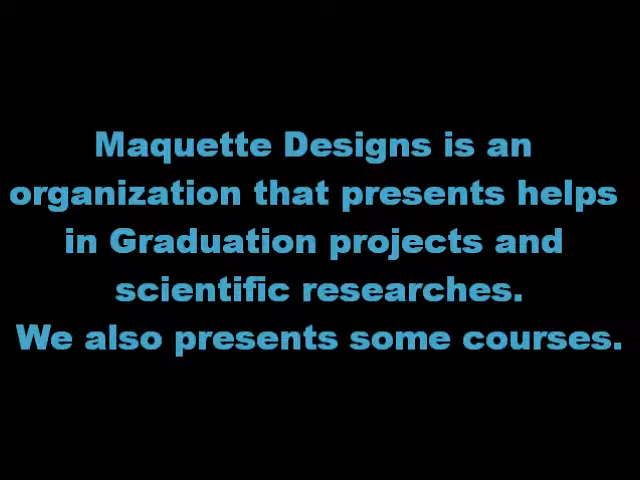 Maquette Designs is an
organization that presents helps
in Graduation projects and
scientific researches.
We also presents some courses.